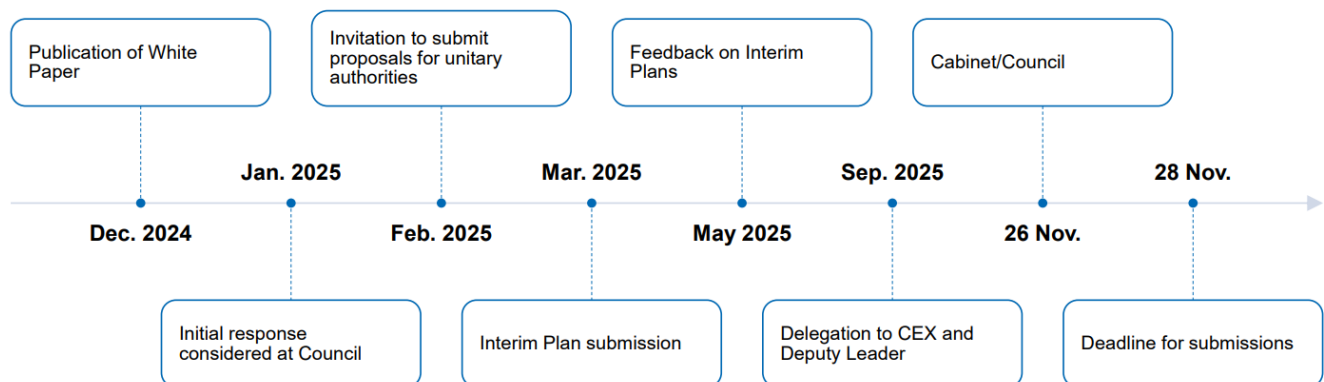 Publication of White
Paper
Invitation to submit
proposals for unitary
authorities
Feedback on Interim
Plans
Cabinet/Council
Jan. 2025
Mar. 2025
Sep. 2025
28 Nov.
Dec. 2024
Feb. 2025
May 2025
26 Nov.
Initial response
considered at Council
Interim Plan submission
Delegation to CEX and
Deputy Leader
Deadline for submissions